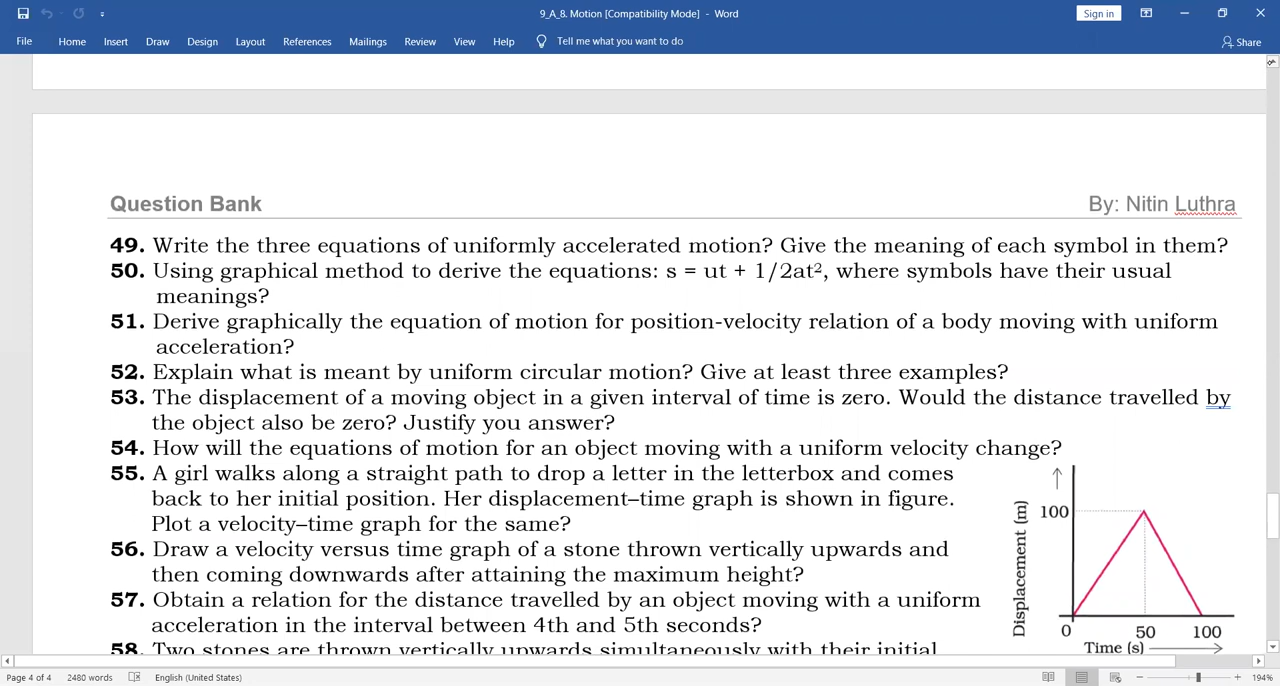 9_A_8. Motion [Compatibility Mode] - Word
Sign in
File Home Insert Draw Design Layout References Mailings Review View Help Tell me what you want to do Share
Question Bank By: Nitin Luthra
49. Write the three equations of uniformly accelerated motion? Give the meaning of each symbol in them?
50. Using graphical method to derive the equations: s = ut + 1/2at², where symbols have their usual
meanings?
51. Derive graphically the equation of motion for position-velocity relation of a body moving with uniform
acceleration?
52. Explain what is meant by uniform circular motion? Give at least three examples?
53. The displacement of a moving object in a given interval of time is zero. Would the distance travelled by
the object also be zero? Justify you answer?
54. How will the equations of motion for an object moving with a uniform velocity change?
55. A girl walks along a straight path to drop a letter in the letterbox and comes
back to her initial position. Her displacement–time graph is shown in figure.
Plot a velocity–time graph for the same?
56. Draw a velocity versus time graph of a stone thrown vertically upwards and
then coming downwards after attaining the maximum height?
57. Obtain a relation for the distance travelled by an object moving with a uniform
acceleration in the interval between 4th and 5th seconds?
58. Two stones are thrown vertically upwards simultaneously with their initial
Displacement (m)
100
0 50 100
Time (s)
Page 4 of 4 2480 words English (United States) 194%